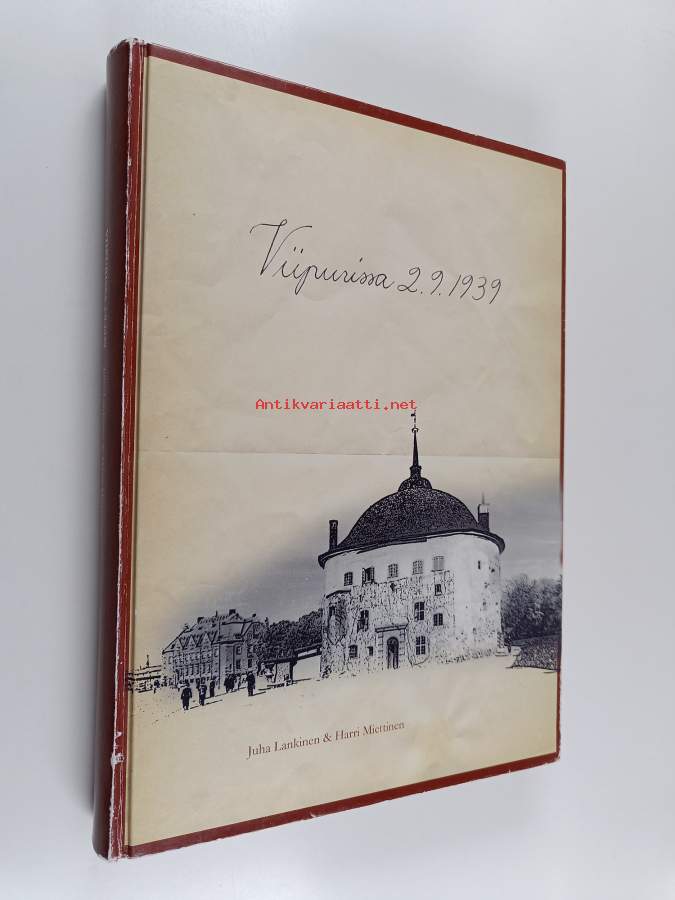 Viipurissa 2.9.1939
Antikvariaatti.net
Juha Lankinen & Harri Miettinen